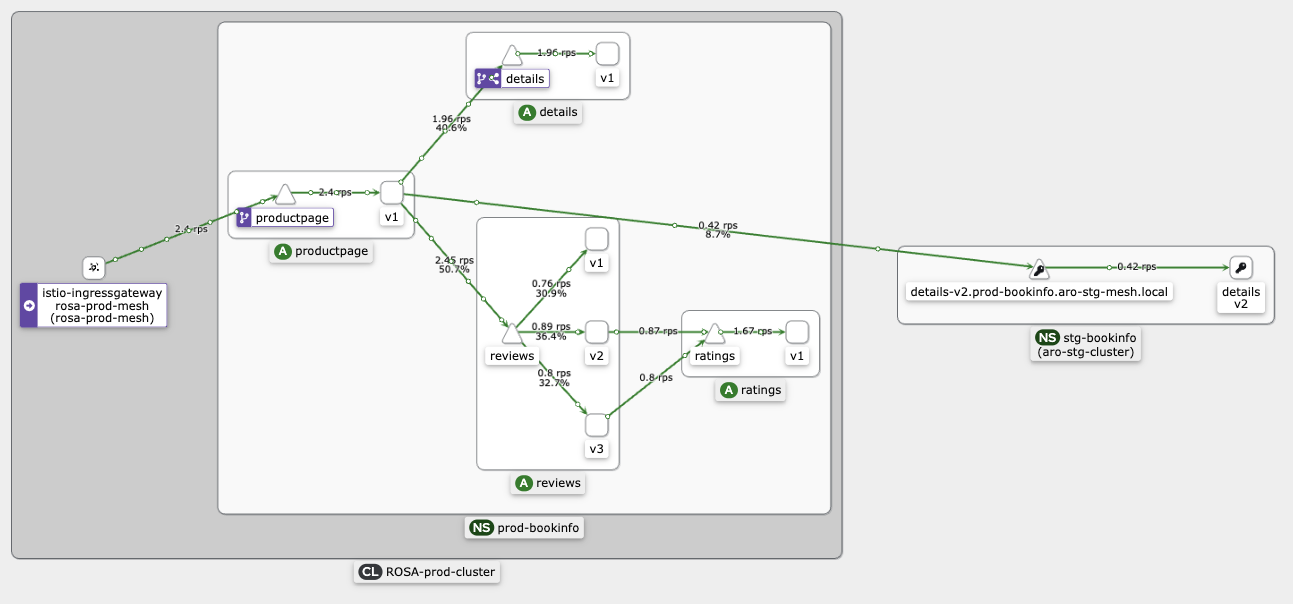 1.96 rps
details
v1
A details
1.96 rps
40.6%
2.4 rps
productpage
v1
A productpage
2.4 rps
istio-ingressgateway
rosa-prod-mesh
(rosa-prod-mesh)
0.42 rps
8.7%
2.45 rps
50.7%
v1
0.76 rps
30.9%
0.89 rps
36.4%
reviews
v2
0.8 rps
32.7%
v3
A reviews
0.87 rps
0.8 rps
1.67 rps
ratings
v1
A ratings
0.42 rps
details-v2.prod-bookinfo.aro-stg-mesh.local
details
v2
NS stg-bookinfo
(aro-stg-cluster)
NS prod-bookinfo
CL ROSA-prod-cluster